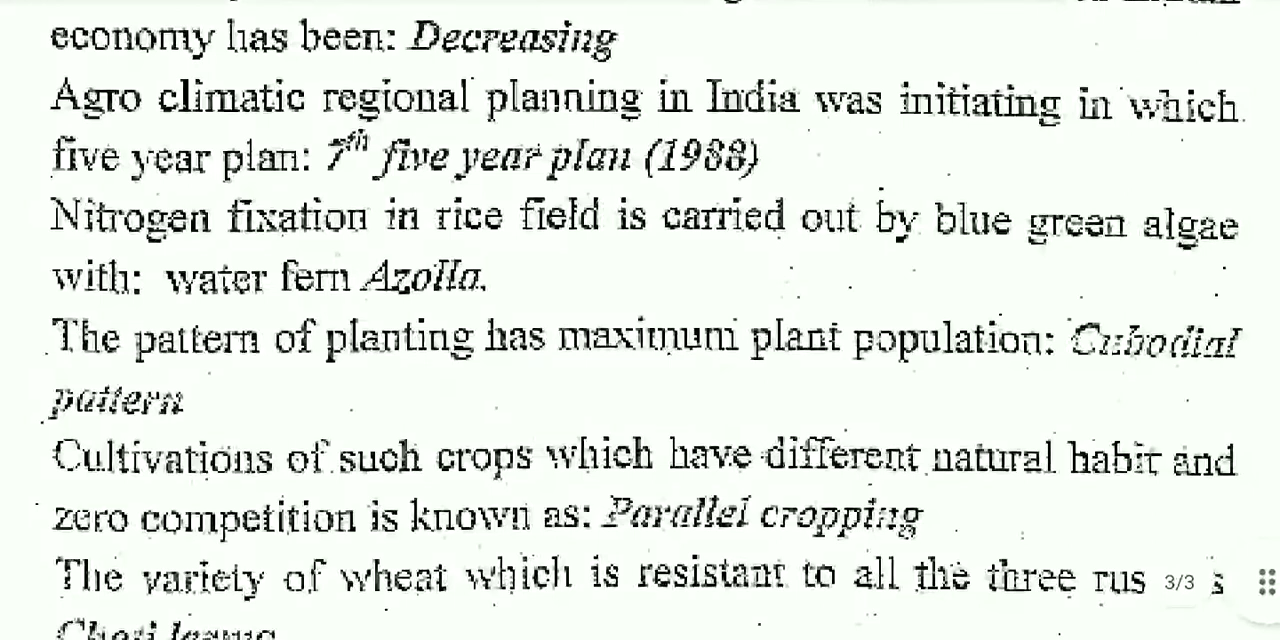 economy has been: Decreasing
Agro climatic regional planning in India was initiating in which
five year plan: 7th five year plan (1988)
Nitrogen fixation in rice field is carried out by blue green algae
with: water fern Azolla.
The pattern of planting has maximum plant population: Cubodial
pattern
Cultivations of such crops which have different natural habit and
zero competition is known as: Parallel cropping
The variety of wheat which is resistant to all the three rus 3/3 s